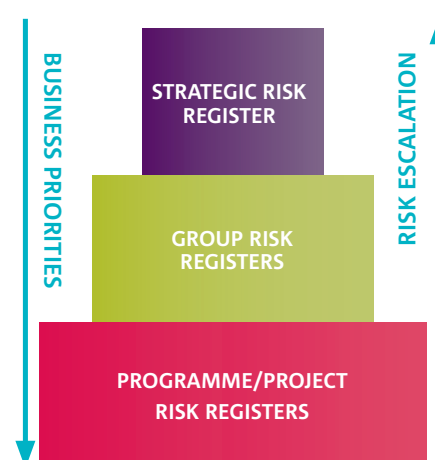 BUSINESS PRIORITIES
STRATEGIC RISK
REGISTER
RISK ESCALATION
GROUP RISK
REGISTERS
PROGRAMME/PROJECT
RISK REGISTERS